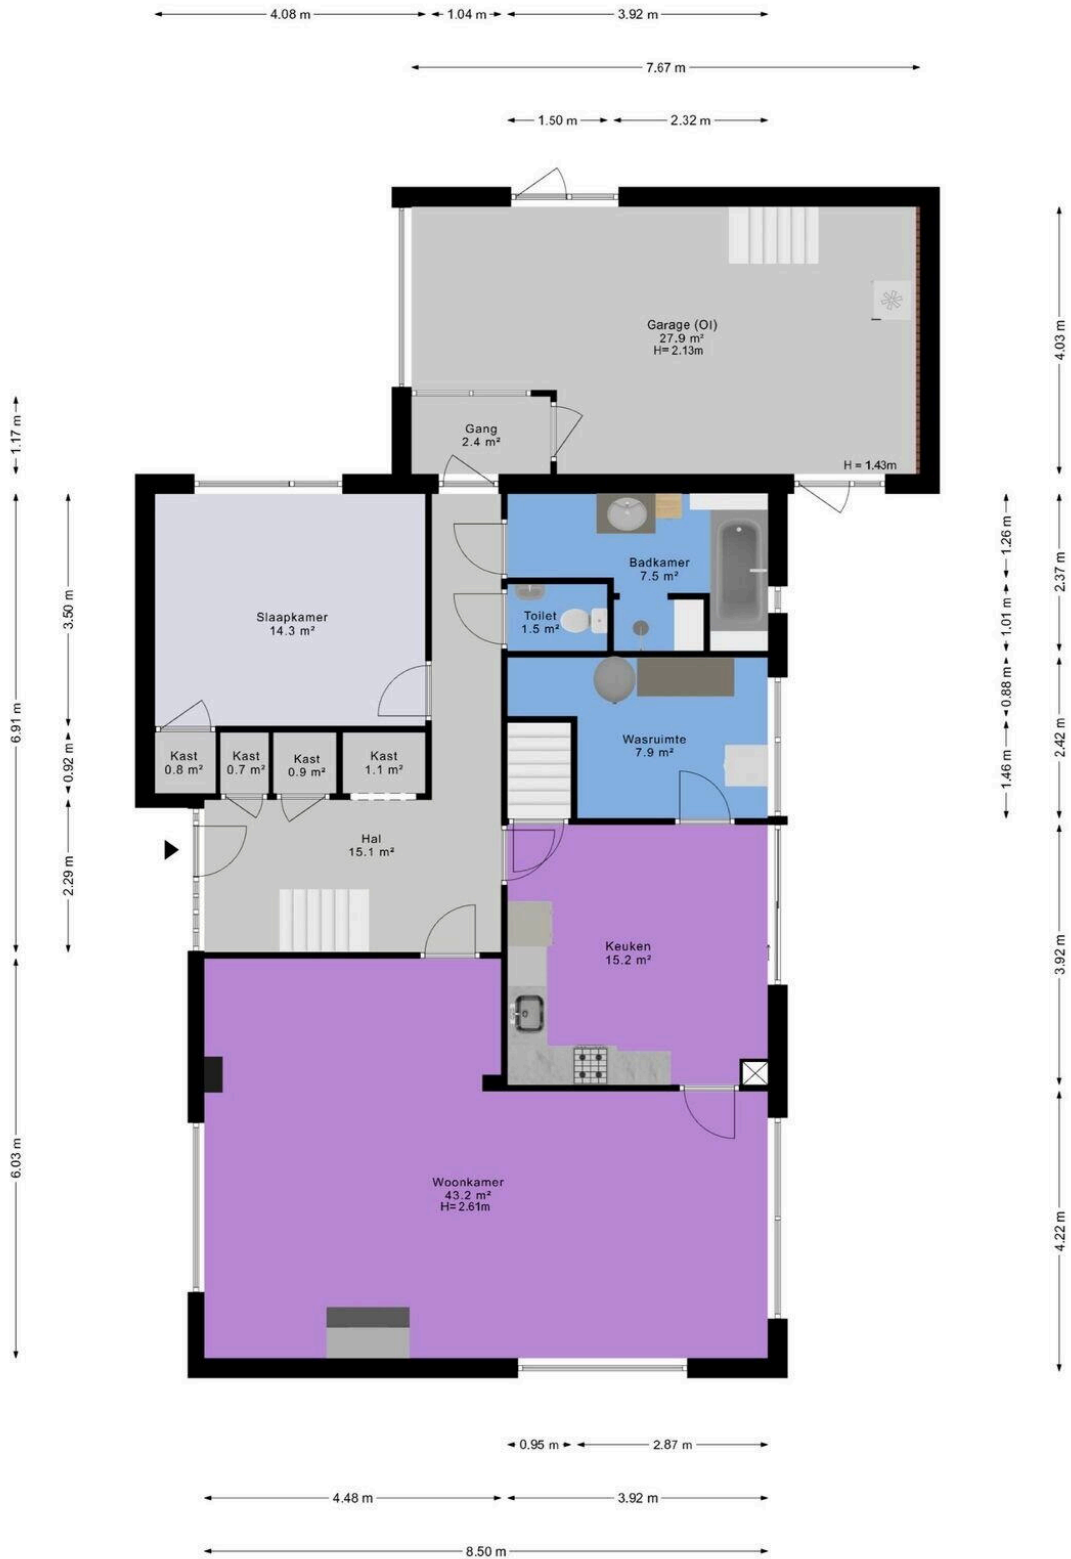 4.08 m
1.04 m
3.92 m
7.67 m
1.50 m
2.32 m
Garage (OI)
27.9 m²
H= 2.13m
4.03 m
1.17 m
Gang
2.4 m²
H = 1.43m
6.91 m
3.50 m
Slaapkamer
14.3 m²
Badkamer
7.5 m²
Toilet
1.5 m²
1.26 m
1.01 m
2.37 m
0.92 m
Kast
0.8 m²
Kast
0.7 m²
Kast
0.9 m²
Kast
1.1 m²
Wasruimte
7.9 m²
0.88 m
1.46 m
2.42 m
2.29 m
Hal
15.1 m²
Keuken
15.2 m²
3.92 m
6.03 m
Woonkamer
43.2 m²
H= 2.61m
4.22 m
0.95 m
2.87 m
4.48 m
3.92 m
8.50 m